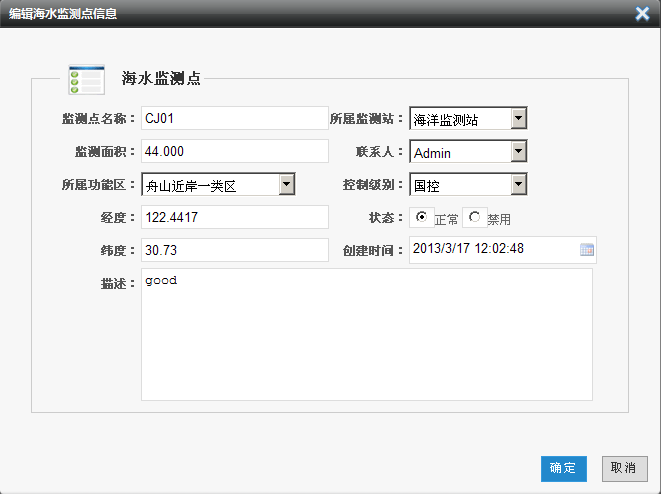 编辑海水监测点信息
海水监测点
监测点名称： CJ01 所属监测站： 海洋监测站
监测面积： 44.000 联系人： Admin
所属功能区： 舟山近岸一类区 控制级别： 国控
经度： 122.4417 状态： 正常 禁用
纬度： 30.73 创建时间： 2013/3/17 12:02:48
描述： good
确定 取消